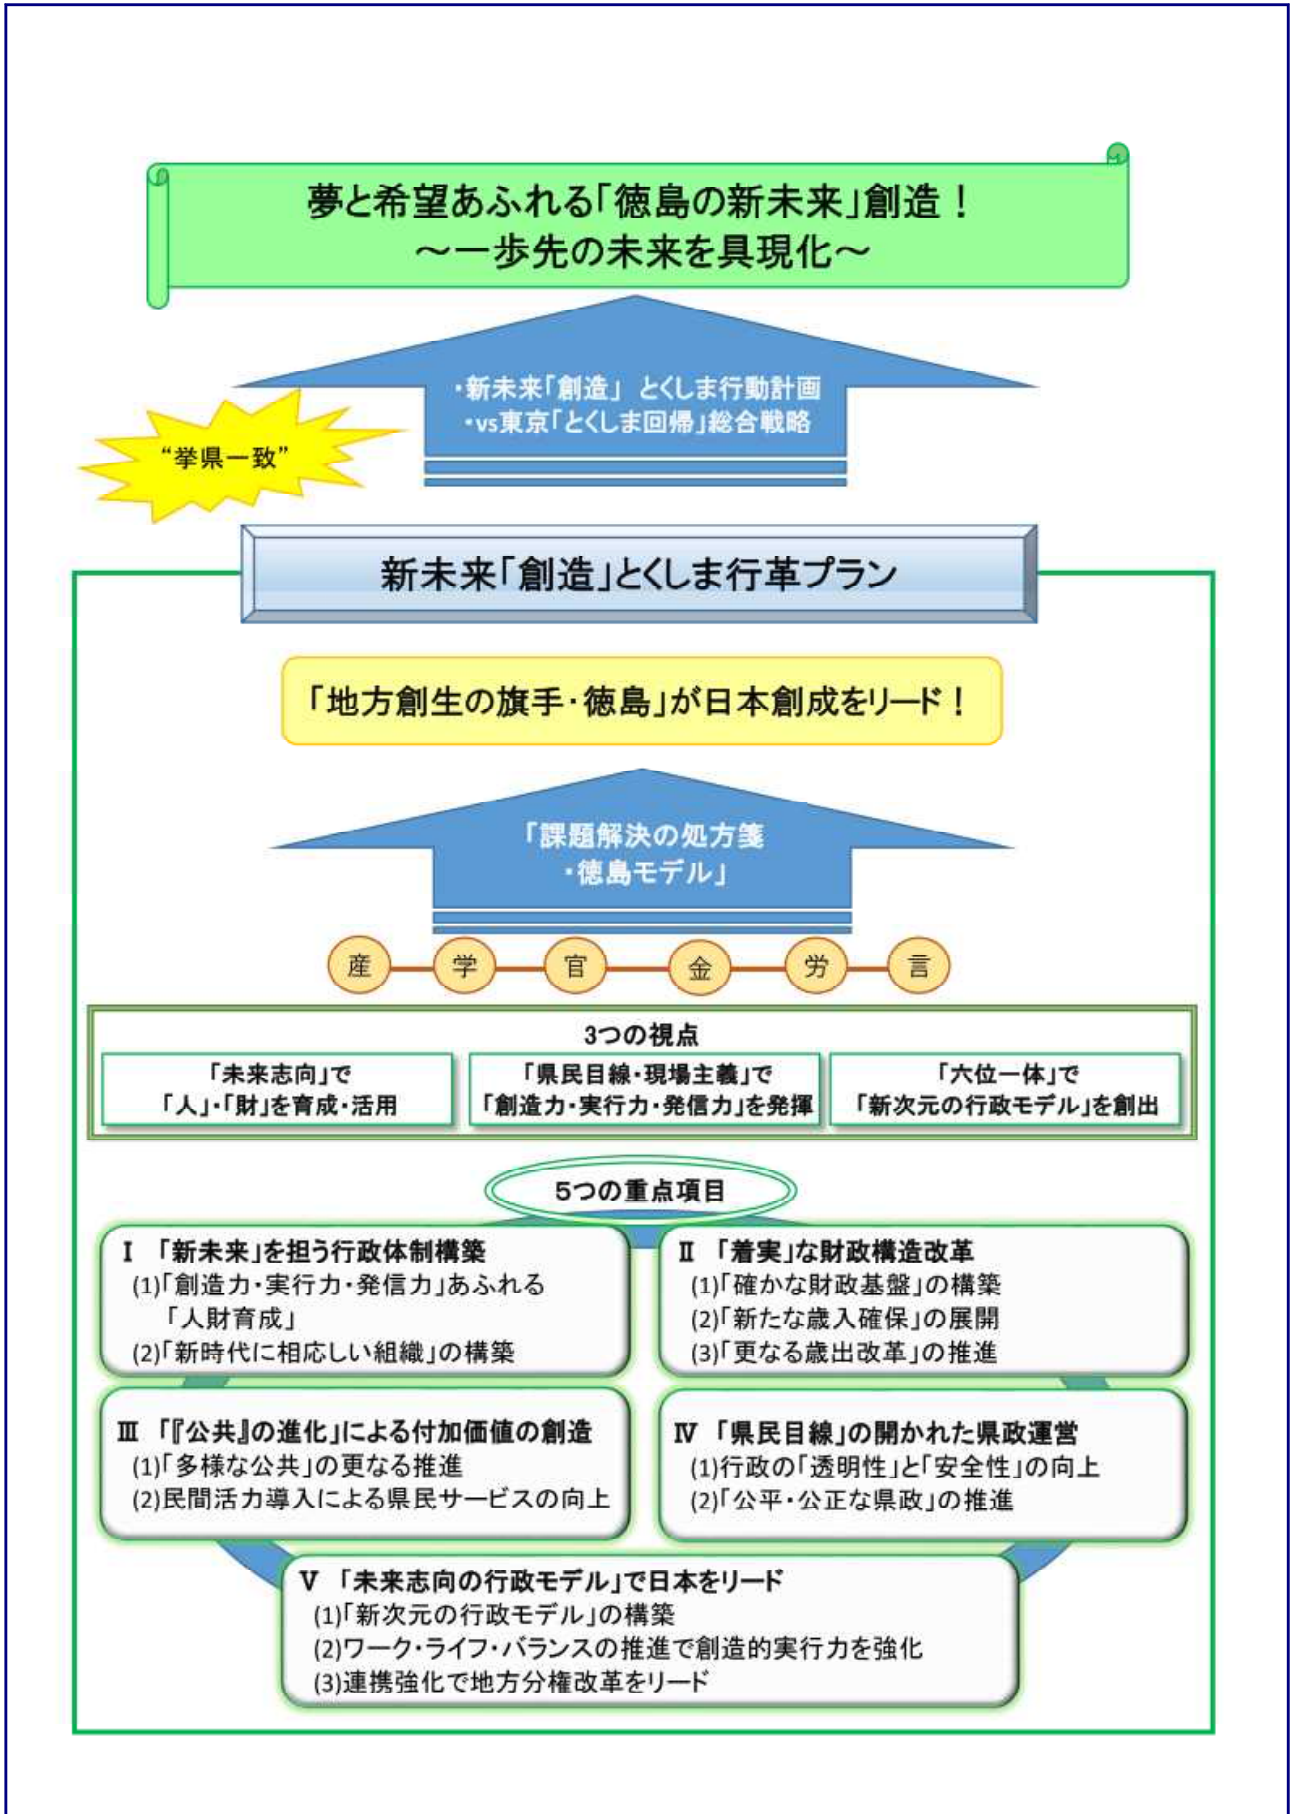 夢と希望あふれる「徳島の新未来」創造！
～一歩先の未来を具現化～
・新未来「創造」 とくしま行動計画
・vs東京「とくしま回帰」総合戦略
“挙県一致”
新未来「創造」とくしま行革プラン
「地方創生の旗手・徳島」が日本創成をリード！
「課題解決の処方箋
・徳島モデル」
産 学 官 金 労 言
3つの視点
「未来志向」で
「人」・「財」を育成・活用
「県民目線・現場主義」で
「創造力・実行力・発信力」を発揮
「六位一体」で
「新次元の行政モデル」を創出
5つの重点項目
Ⅰ 「新未来」を担う行政体制構築
(1)「創造力・実行力・発信力」あふれる
「人財育成」
(2)「新時代に相応しい組織」の構築
Ⅱ 「着実」な財政構造改革
(1)「確かな財政基盤」の構築
(2)「新たな歳入確保」の展開
(3)「更なる歳出改革」の推進
Ⅲ 「『公共』の進化」による付加価値の創造
(1)「多様な公共」の更なる推進
(2)民間活力導入による県民サービスの向上
Ⅳ 「県民目線」の開かれた県政運営
(1)行政の「透明性」と「安全性」の向上
(2)「公平・公正な県政」の推進
Ⅴ 「未来志向の行政モデル」で日本をリード
(1)「新次元の行政モデル」の構築
(2)ワーク・ライフ・バランスの推進で創造的実行力を強化
(3)連携強化で地方分権改革をリード